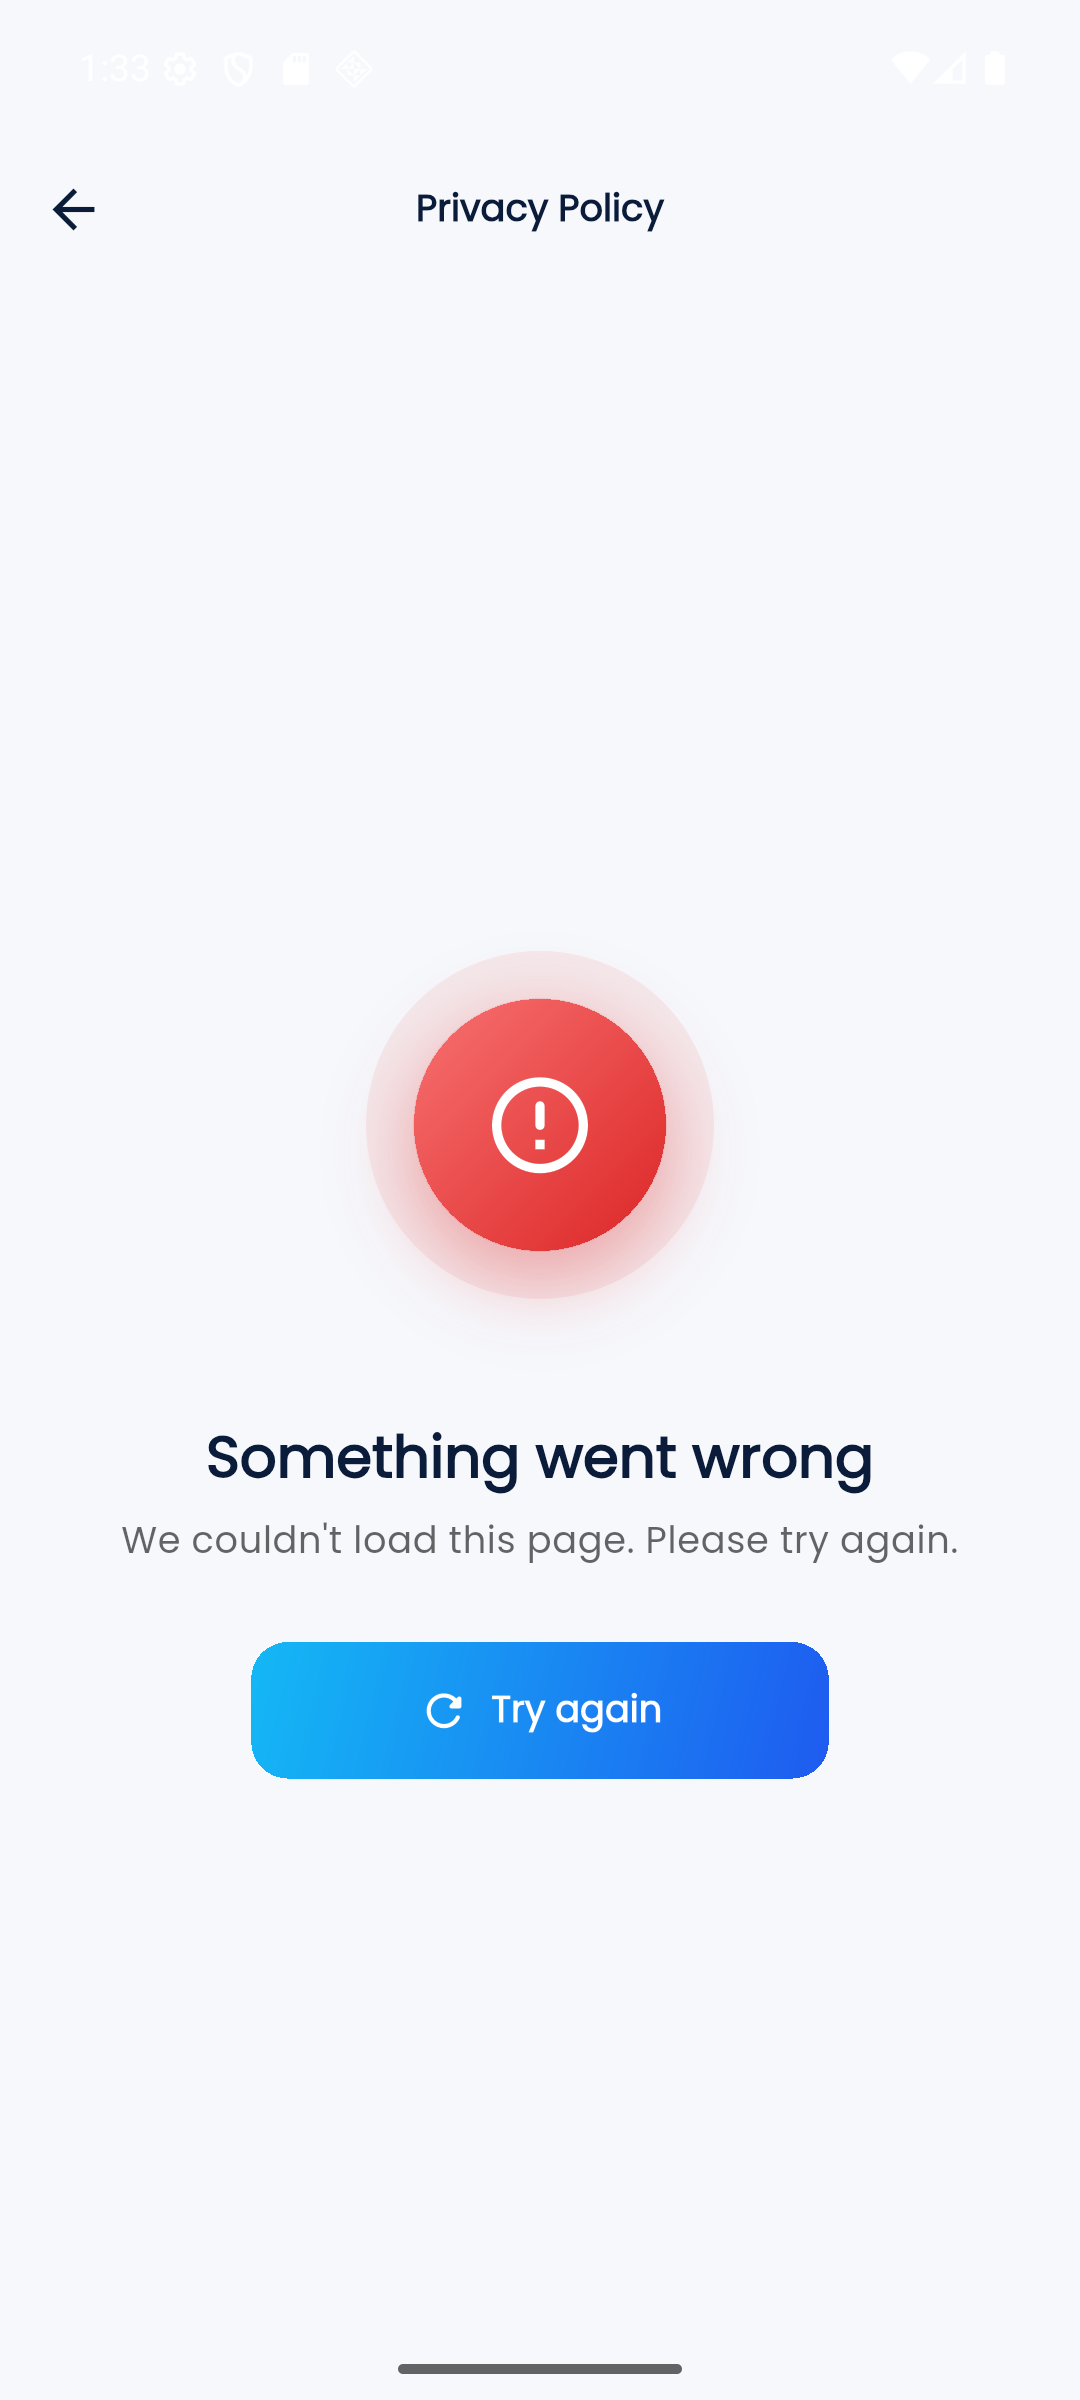 1:33
Privacy Policy
Something went wrong
We couldn't load this page. Please try again.
Try again